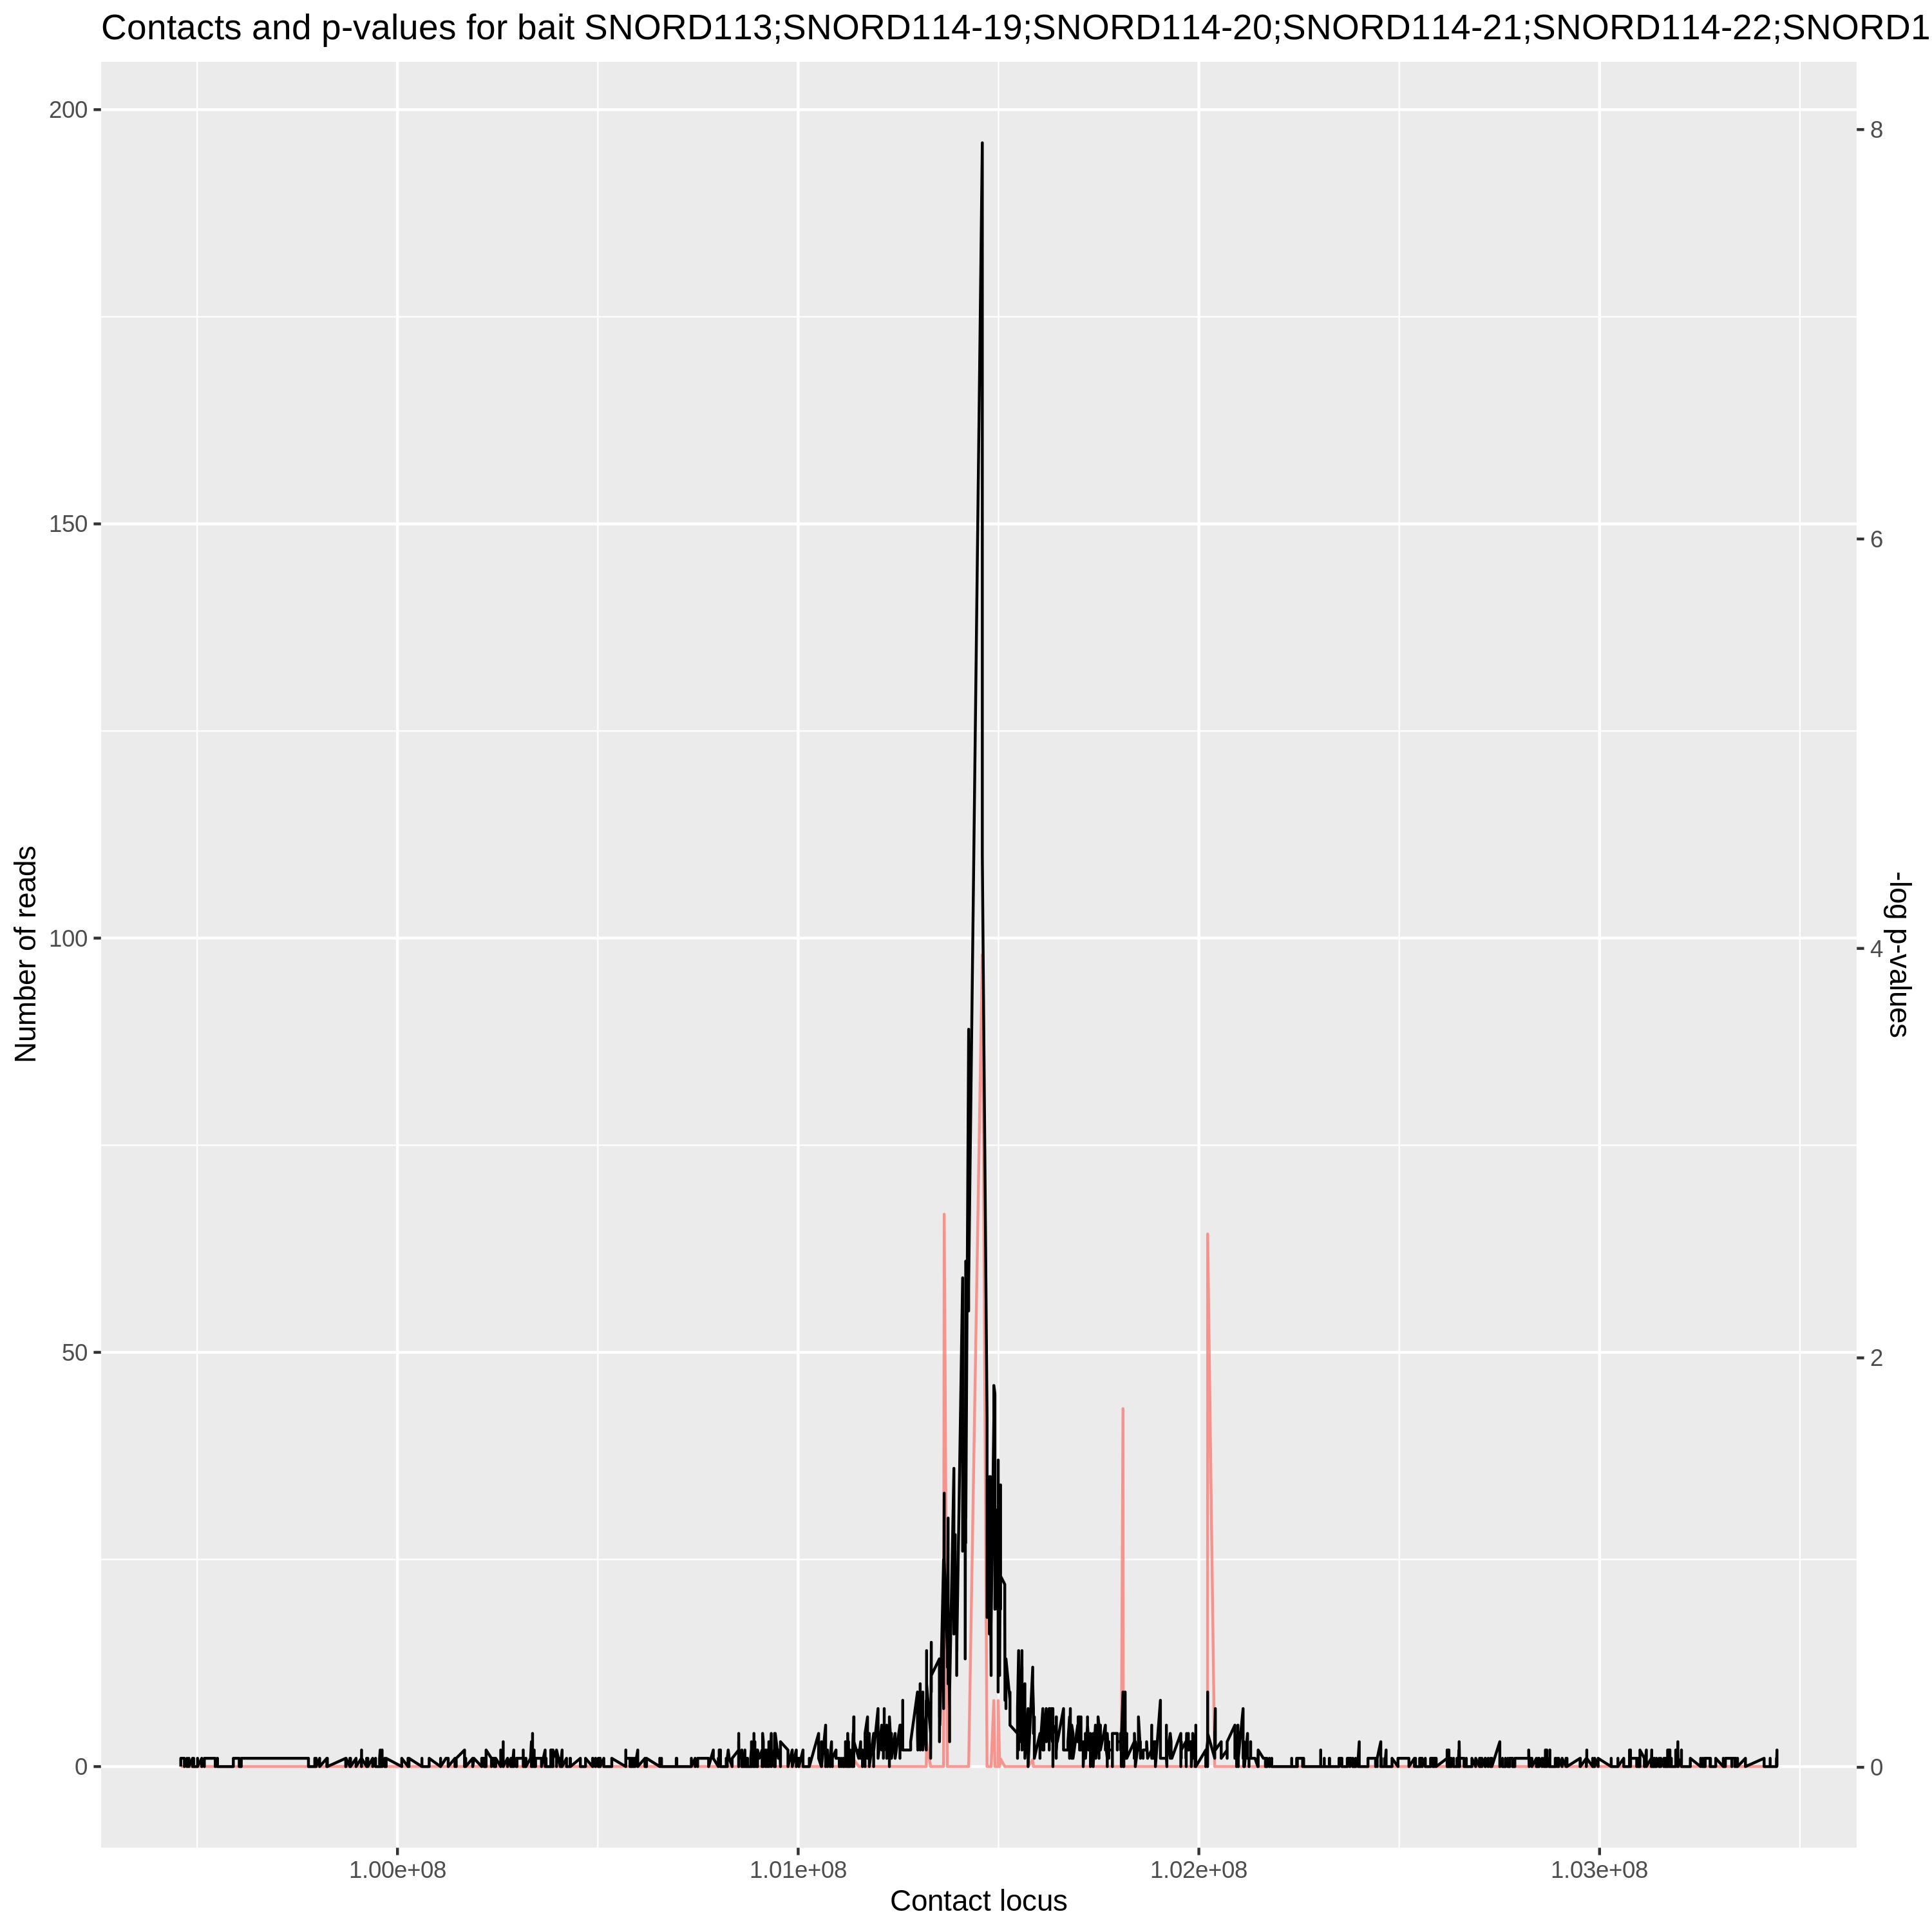 Contacts and p-values for bait SNORD113;SNORD114-19;SNORD114-20;SNORD114-21;SNORD114-22;SNORD1
200
150
100
50
0
8
6
4
2
0
Number of reads
-log p-values
1.00e+08 1.01e+08 1.02e+08 1.03e+08
Contact locus